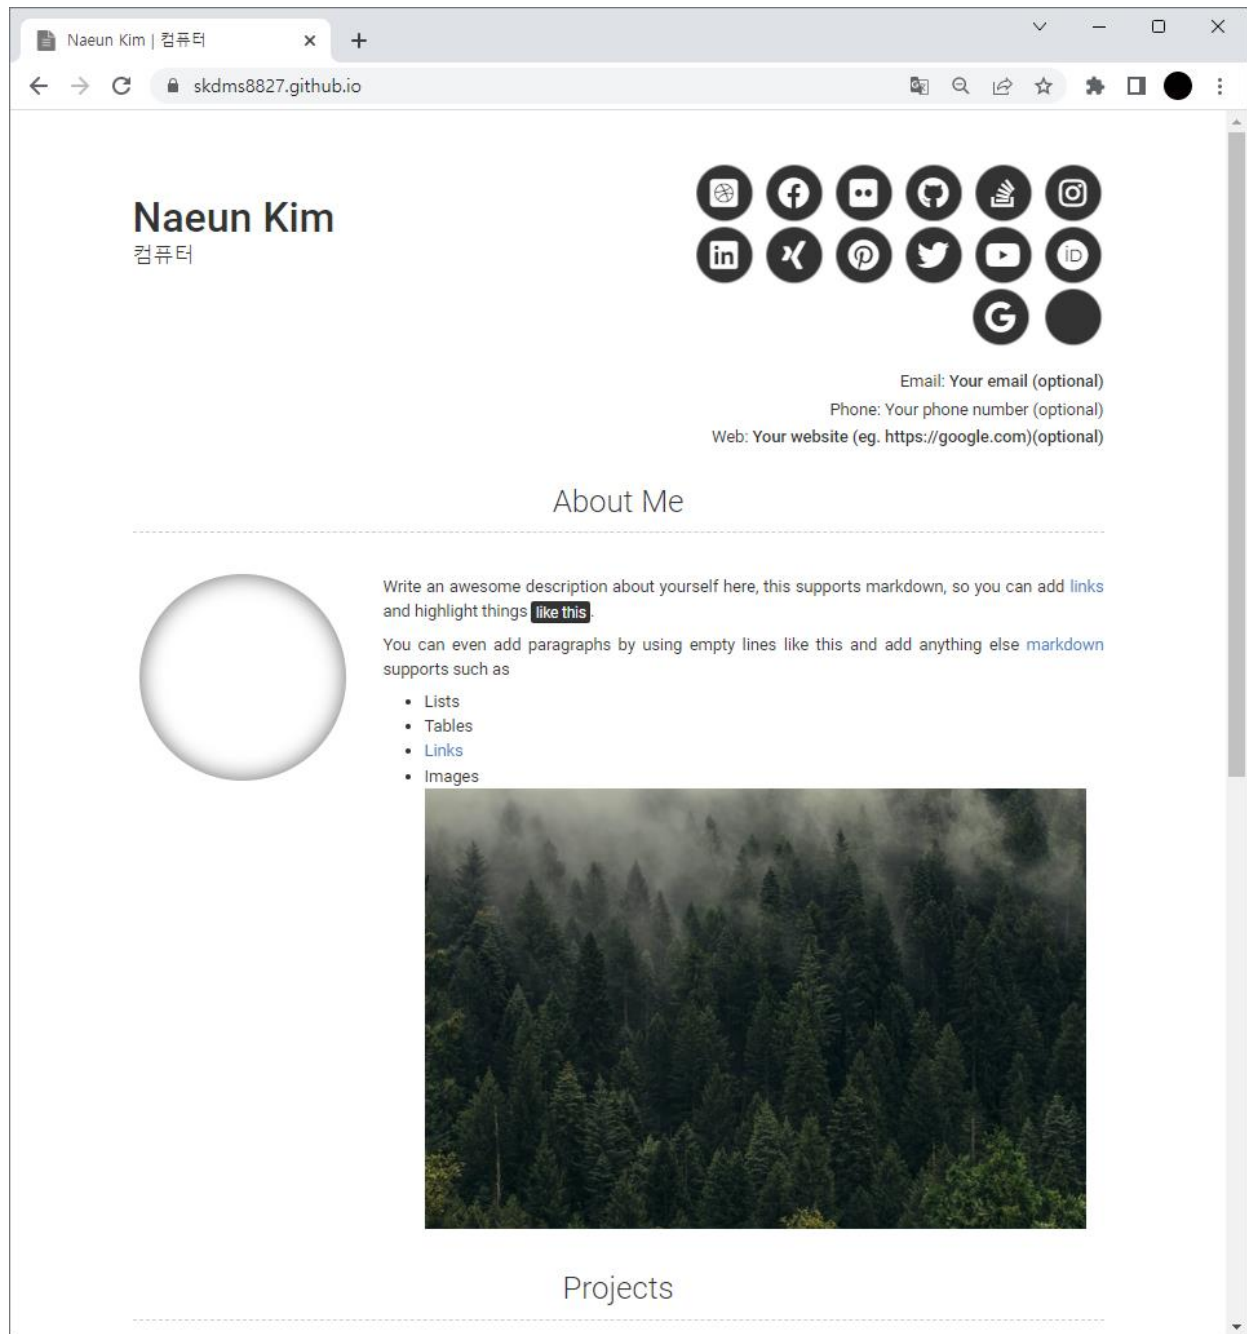 Naeun Kim | 컴퓨터
skdms8827.github.io
Naeun Kim
컴퓨터
in
iD
G
Email: Your email (optional)
Phone: Your phone number (optional)
Web: Your website (eg. https://google.com)(optional)
About Me
Write an awesome description about yourself here, this supports markdown, so you can add links
and highlight things like this.
You can even add paragraphs by using empty lines like this and add anything else markdown
supports such as
Lists
Tables
Links
Images
Projects